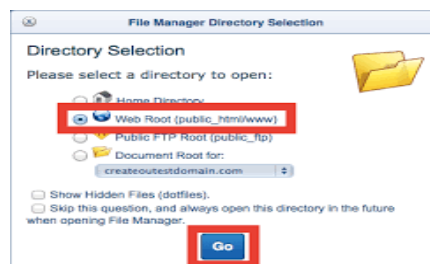 File Manager Directory Selection
Directory Selection
Please select a directory to open:
Home Directory
Web Root (public_html/www)
Public FTP Root (public_ftp)
Document Root for:
createoutestdomain.com
Show Hidden Files (dotfiles).
Skip this question, and always open this directory in the future
when opening File Manager.
Go